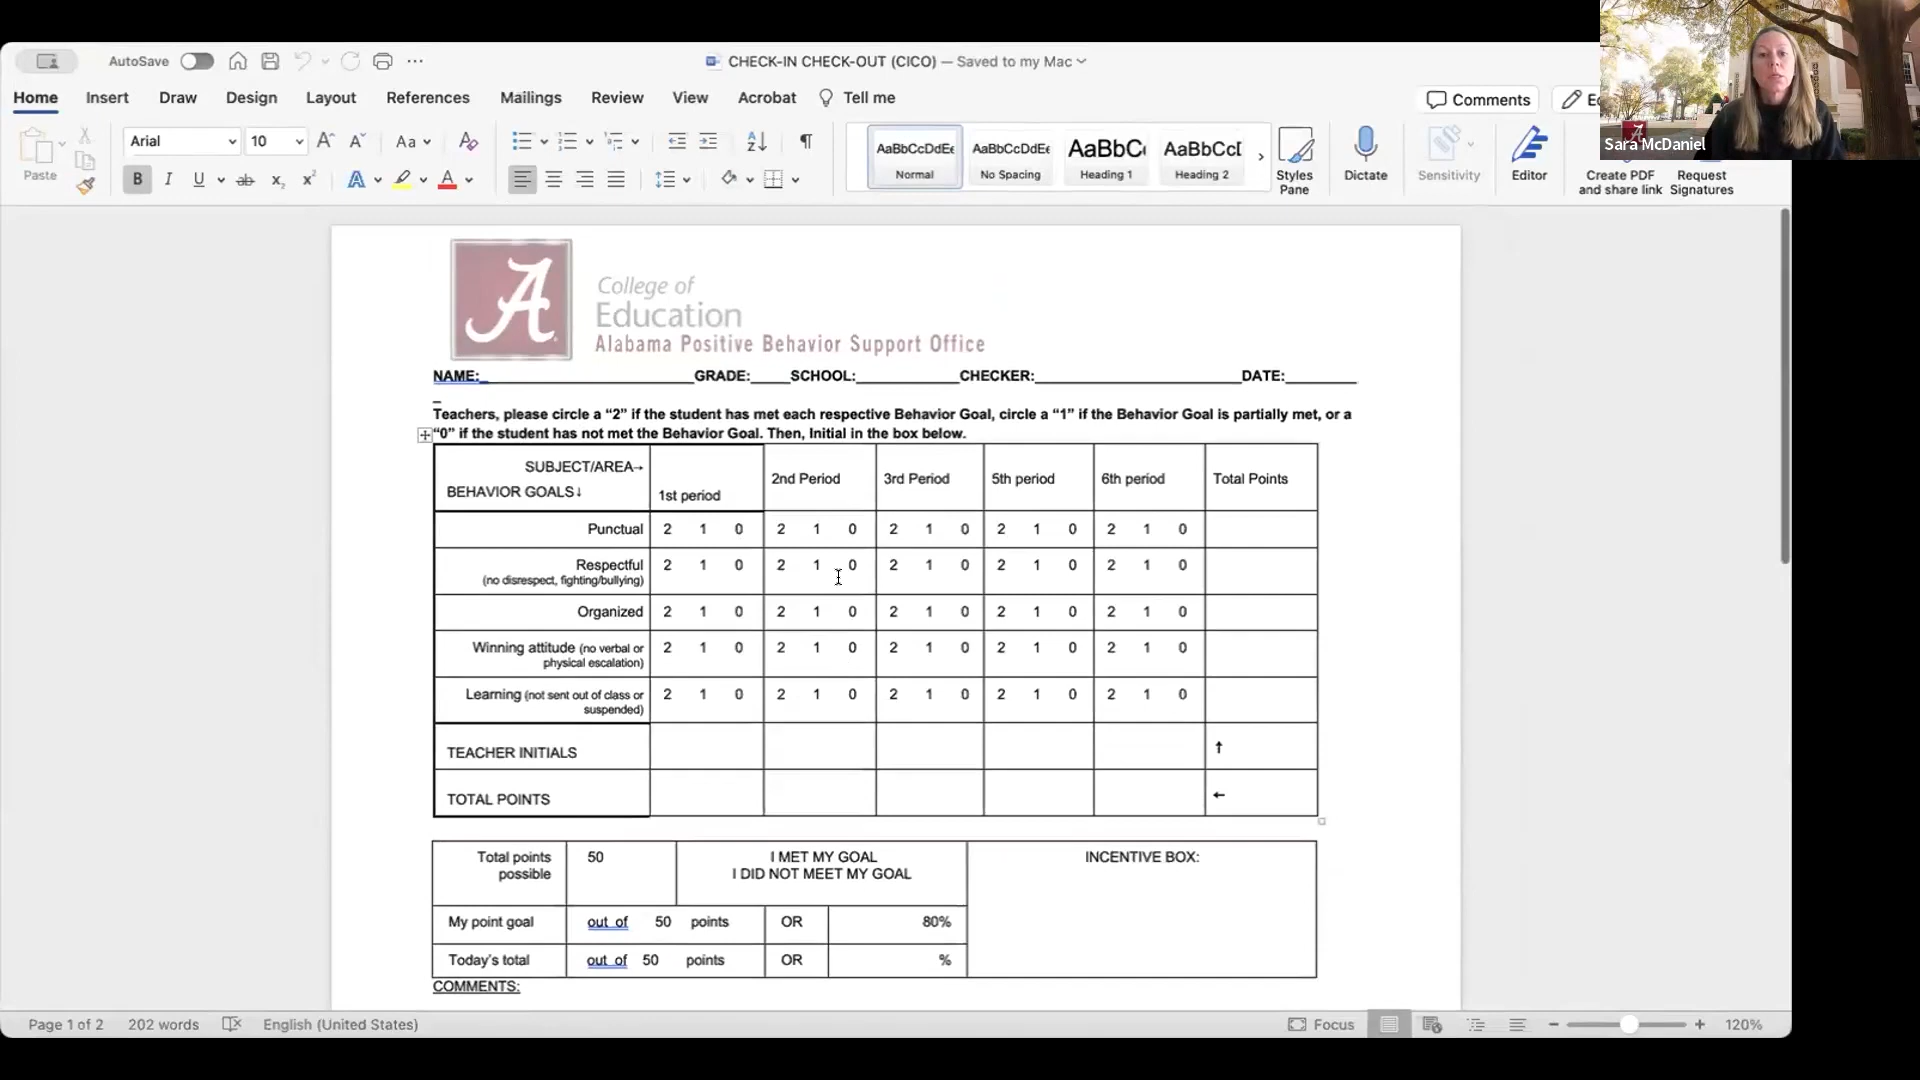 AutoSave
CHECK-IN CHECK-OUT (CICO) — Saved to my Mac
Home Insert Draw Design Layout References Mailings Review View Acrobat Tell me
Comments
Sara McDaniel
Paste
Arial 10
AaBbCcDdEe AaBbCcDdEe AaBbC AaBbCcD
Normal No Spacing Heading 1 Heading 2
Styles Pane
Dictate
Sensitivity
Editor
Create PDF and share link
Request Signatures
A
College of
Education
Alabama Positive Behavior Support Office
NAME:_____GRADE:_____SCHOOL:_____CHECKER:_____DATE:_____
Teachers, please circle a “2” if the student has met each respective Behavior Goal, circle a “1” if the Behavior Goal is partially met, or a
“0” if the student has not met the Behavior Goal. Then, Initial in the box below.
SUBJECT/AREA→
BEHAVIOR GOALS↓
1st period 2nd Period 3rd Period 5th period 6th period Total Points
Punctual 2 1 0 2 1 0 2 1 0 2 1 0 2 1 0
Respectful 2 1 0 2 1 0 2 1 0 2 1 0 2 1 0
(no disrespect, fighting/bullying)
Organized 2 1 0 2 1 0 2 1 0 2 1 0 2 1 0
Winning attitude (no verbal or 2 1 0 2 1 0 2 1 0 2 1 0 2 1 0
physical escalation)
Learning (not sent out of class or 2 1 0 2 1 0 2 1 0 2 1 0 2 1 0
suspended)
TEACHER INITIALS ↑
TOTAL POINTS ←
Total points possible 50
I MET MY GOAL
I DID NOT MEET MY GOAL
INCENTIVE BOX:
My point goal out of 50 points OR 80%
Today's total out of 50 points OR %
COMMENTS:
Page 1 of 2 202 words English (United States) Focus 120%